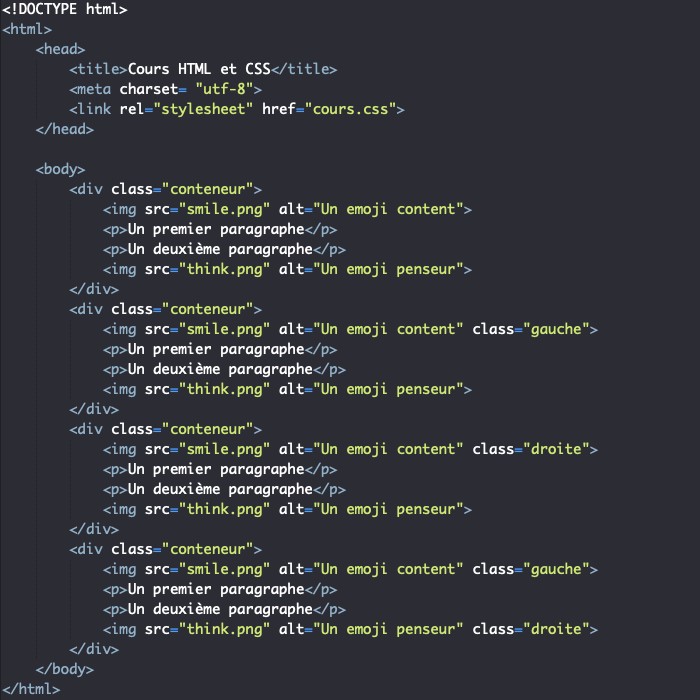 <!DOCTYPE html>
<html>
    <head>
        <title>Cours HTML et CSS</title>
        <meta charset= "utf-8">
        <link rel="stylesheet" href="cours.css">
    </head>

    <body>
        <div class="conteneur">
            <img src="smile.png" alt="Un emoji content">
            <p>Un premier paragraphe</p>
            <p>Un deuxième paragraphe</p>
            <img src="think.png" alt="Un emoji penseur">
        </div>
        <div class="conteneur">
            <img src="smile.png" alt="Un emoji content" class="gauche">
            <p>Un premier paragraphe</p>
            <p>Un deuxième paragraphe</p>
            <img src="think.png" alt="Un emoji penseur">
        </div>
        <div class="conteneur">
            <img src="smile.png" alt="Un emoji content" class="droite">
            <p>Un premier paragraphe</p>
            <p>Un deuxième paragraphe</p>
            <img src="think.png" alt="Un emoji penseur">
        </div>
        <div class="conteneur">
            <img src="smile.png" alt="Un emoji content" class="gauche">
            <p>Un premier paragraphe</p>
            <p>Un deuxième paragraphe</p>
            <img src="think.png" alt="Un emoji penseur" class="droite">
        </div>
    </body>
</html>